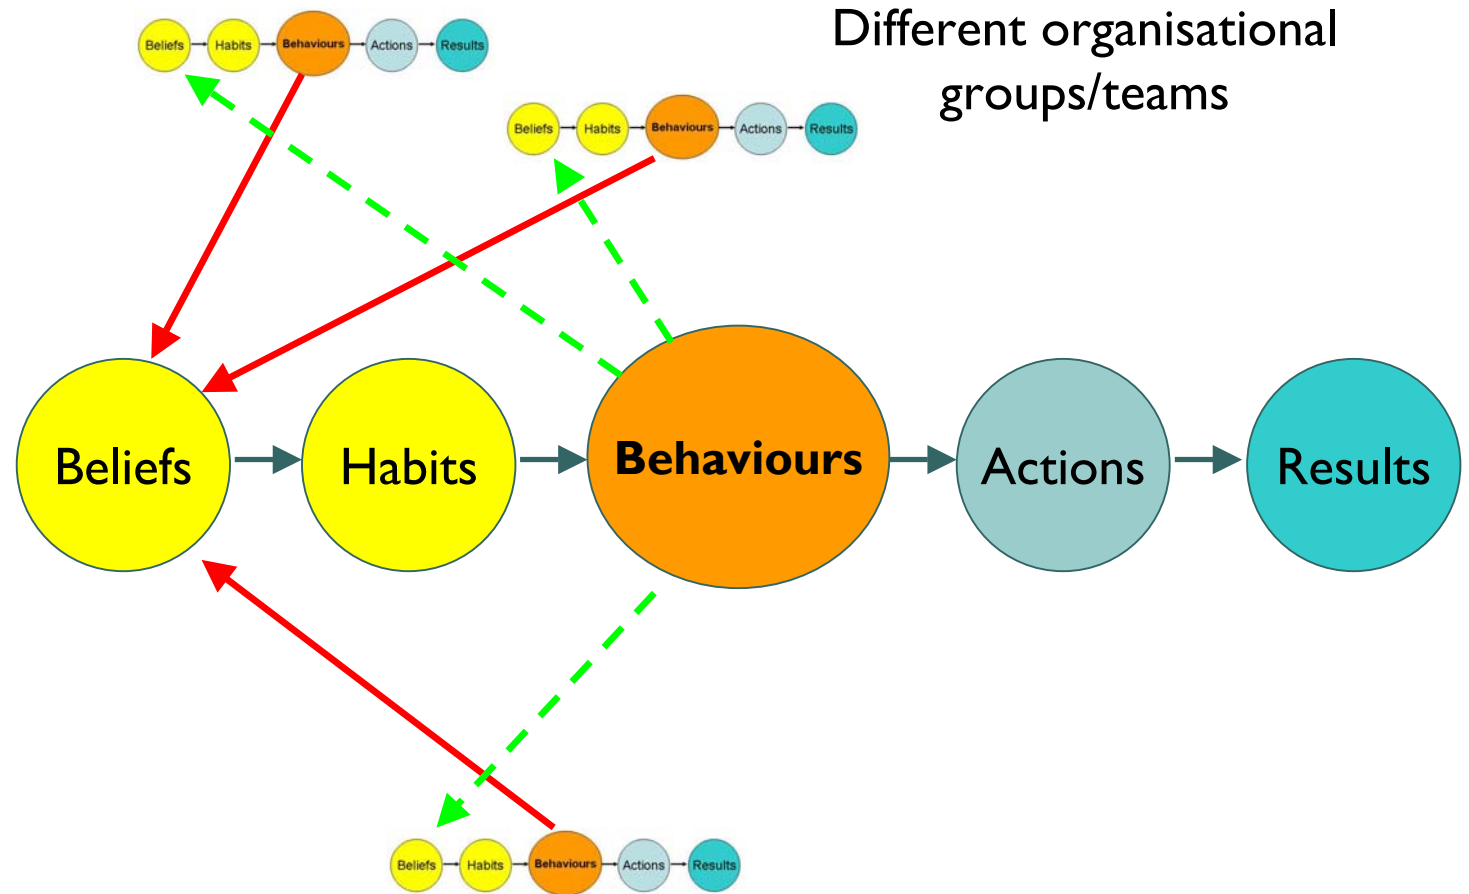 Different organisational
groups/teams
Beliefs Habits Behaviours Actions Results
Beliefs Habits Behaviours Actions Results
Beliefs Habits Behaviours Actions Results
Beliefs Habits Behaviours Actions Results